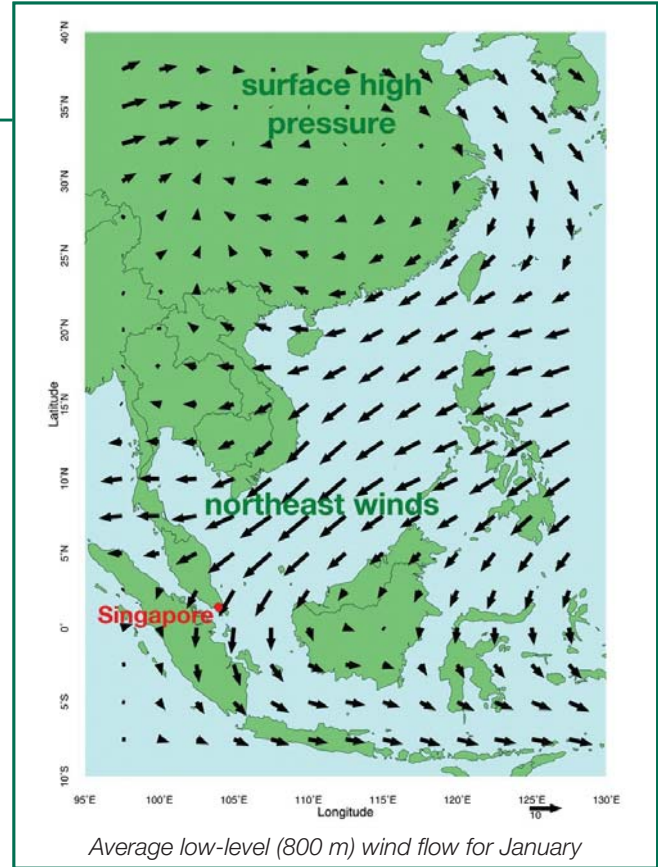 40°N
35°N
30°N
25°N
20°N
15°N
10°N
5°N
0°
5°S
10°S
Latitude
surface high
pressure
northeast winds
Singapore
95°E 100°E 105°E 110°E 115°E 120°E 125°E 130°E
Longitude
10
Average low-level (800 m) wind flow for January